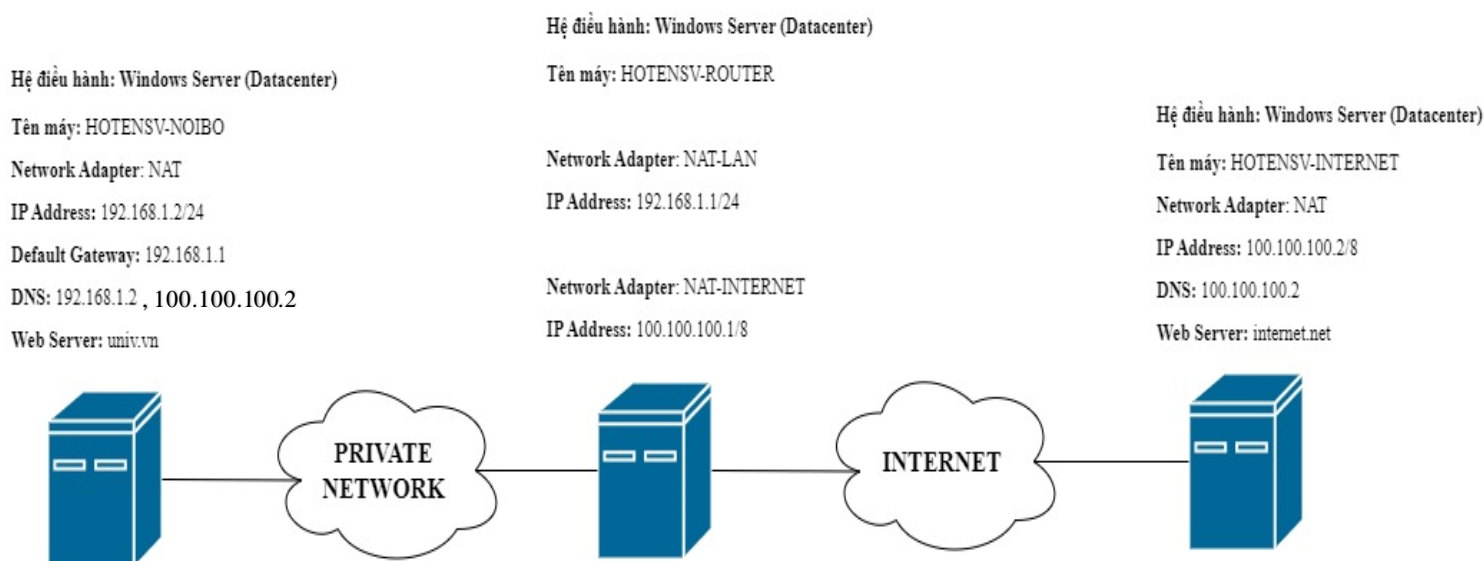 Hệ điều hành: Windows Server (Datacenter)
Tên máy: HOTENSV-NOIBO
Network Adapter: NAT
IP Address: 192.168.1.2/24
Default Gateway: 192.168.1.1
DNS: 192.168.1.2 , 100.100.100.2
Web Server: univ.vn
Hệ điều hành: Windows Server (Datacenter)
Tên máy: HOTENSV-ROUTER
Network Adapter: NAT-LAN
IP Address: 192.168.1.1/24
Network Adapter: NAT-INTERNET
IP Address: 100.100.100.1/8
Hệ điều hành: Windows Server (Datacenter)
Tên máy: HOTENSV-INTERNET
Network Adapter: NAT
IP Address: 100.100.100.2/8
DNS: 100.100.100.2
Web Server: internet.net
PRIVATE
NETWORK
INTERNET